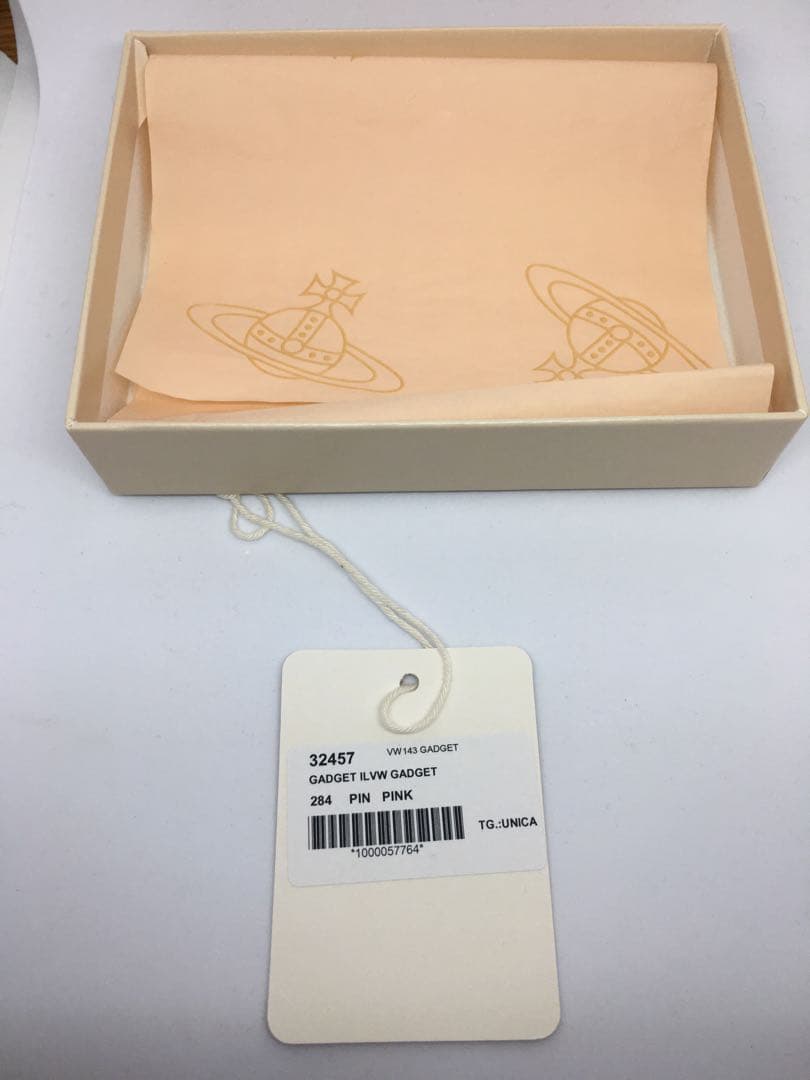 32457 VW143 GADGET
GADGET ILVW GADGET
284 PIN PINK
TG.:UNICA
*1000057764*